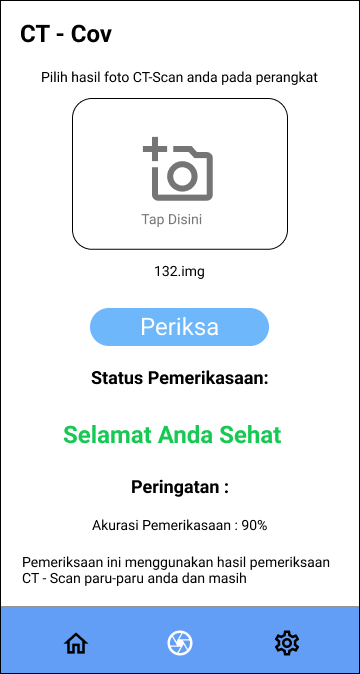 CT - Cov
Pilih hasil foto CT-Scan anda pada perangkat
Tap Disini
132.img
Periksa
Status Pemerikasaan:
Selamat Anda Sehat
Peringatan :
Akurasi Pemerikasaan : 90%
Pemeriksaan ini menggunakan hasil pemeriksaan
CT - Scan paru-paru anda dan masih